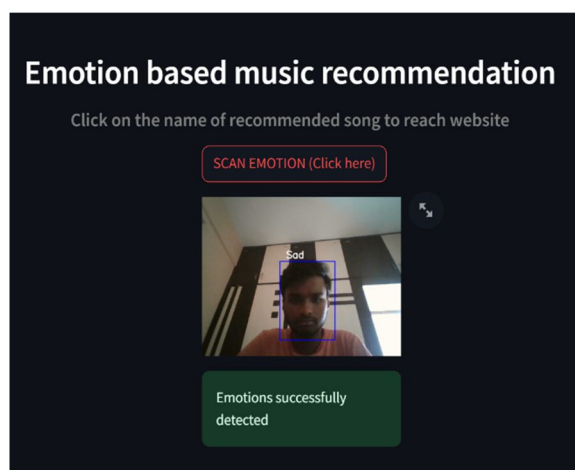 Emotion based music recommendation
Click on the name of recommended song to reach website
SCAN EMOTION (Click here)
Sad
Emotions successfully
detected